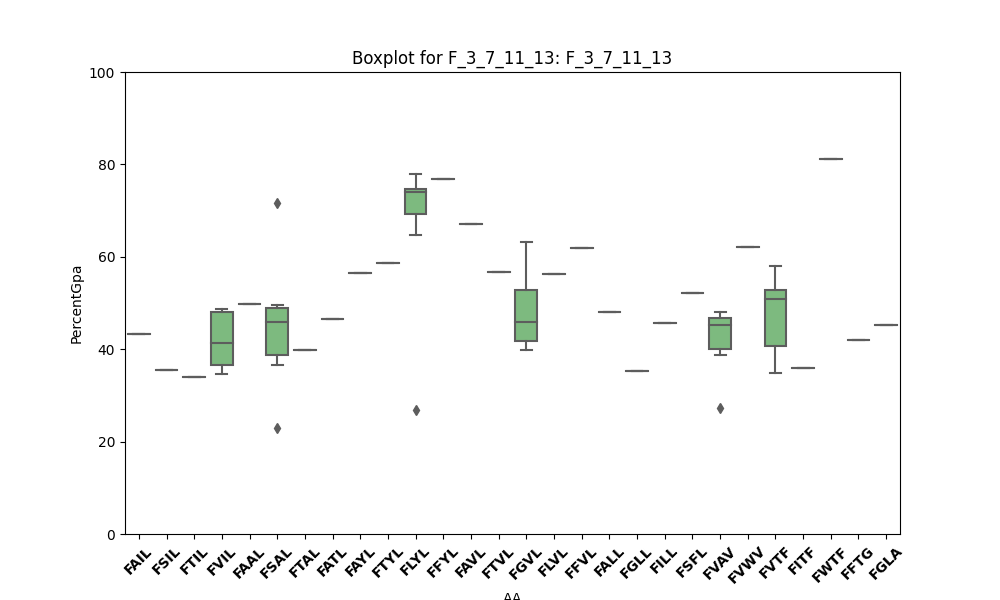 Boxplot for F_3_7_11_13: F_3_7_11_13
PercentGpa
100
80
60
40
20
0
FAIL FSIL FTIL FVIL FAAL FSAL FTAL FATL FAYL FTYL FLYL FFYL FAVL FTVL FGVL FLVL FFVL FALL FGLL FILL FSFL FVAV FVWV FVTF FITF FWTF FFTG FGLA
AA